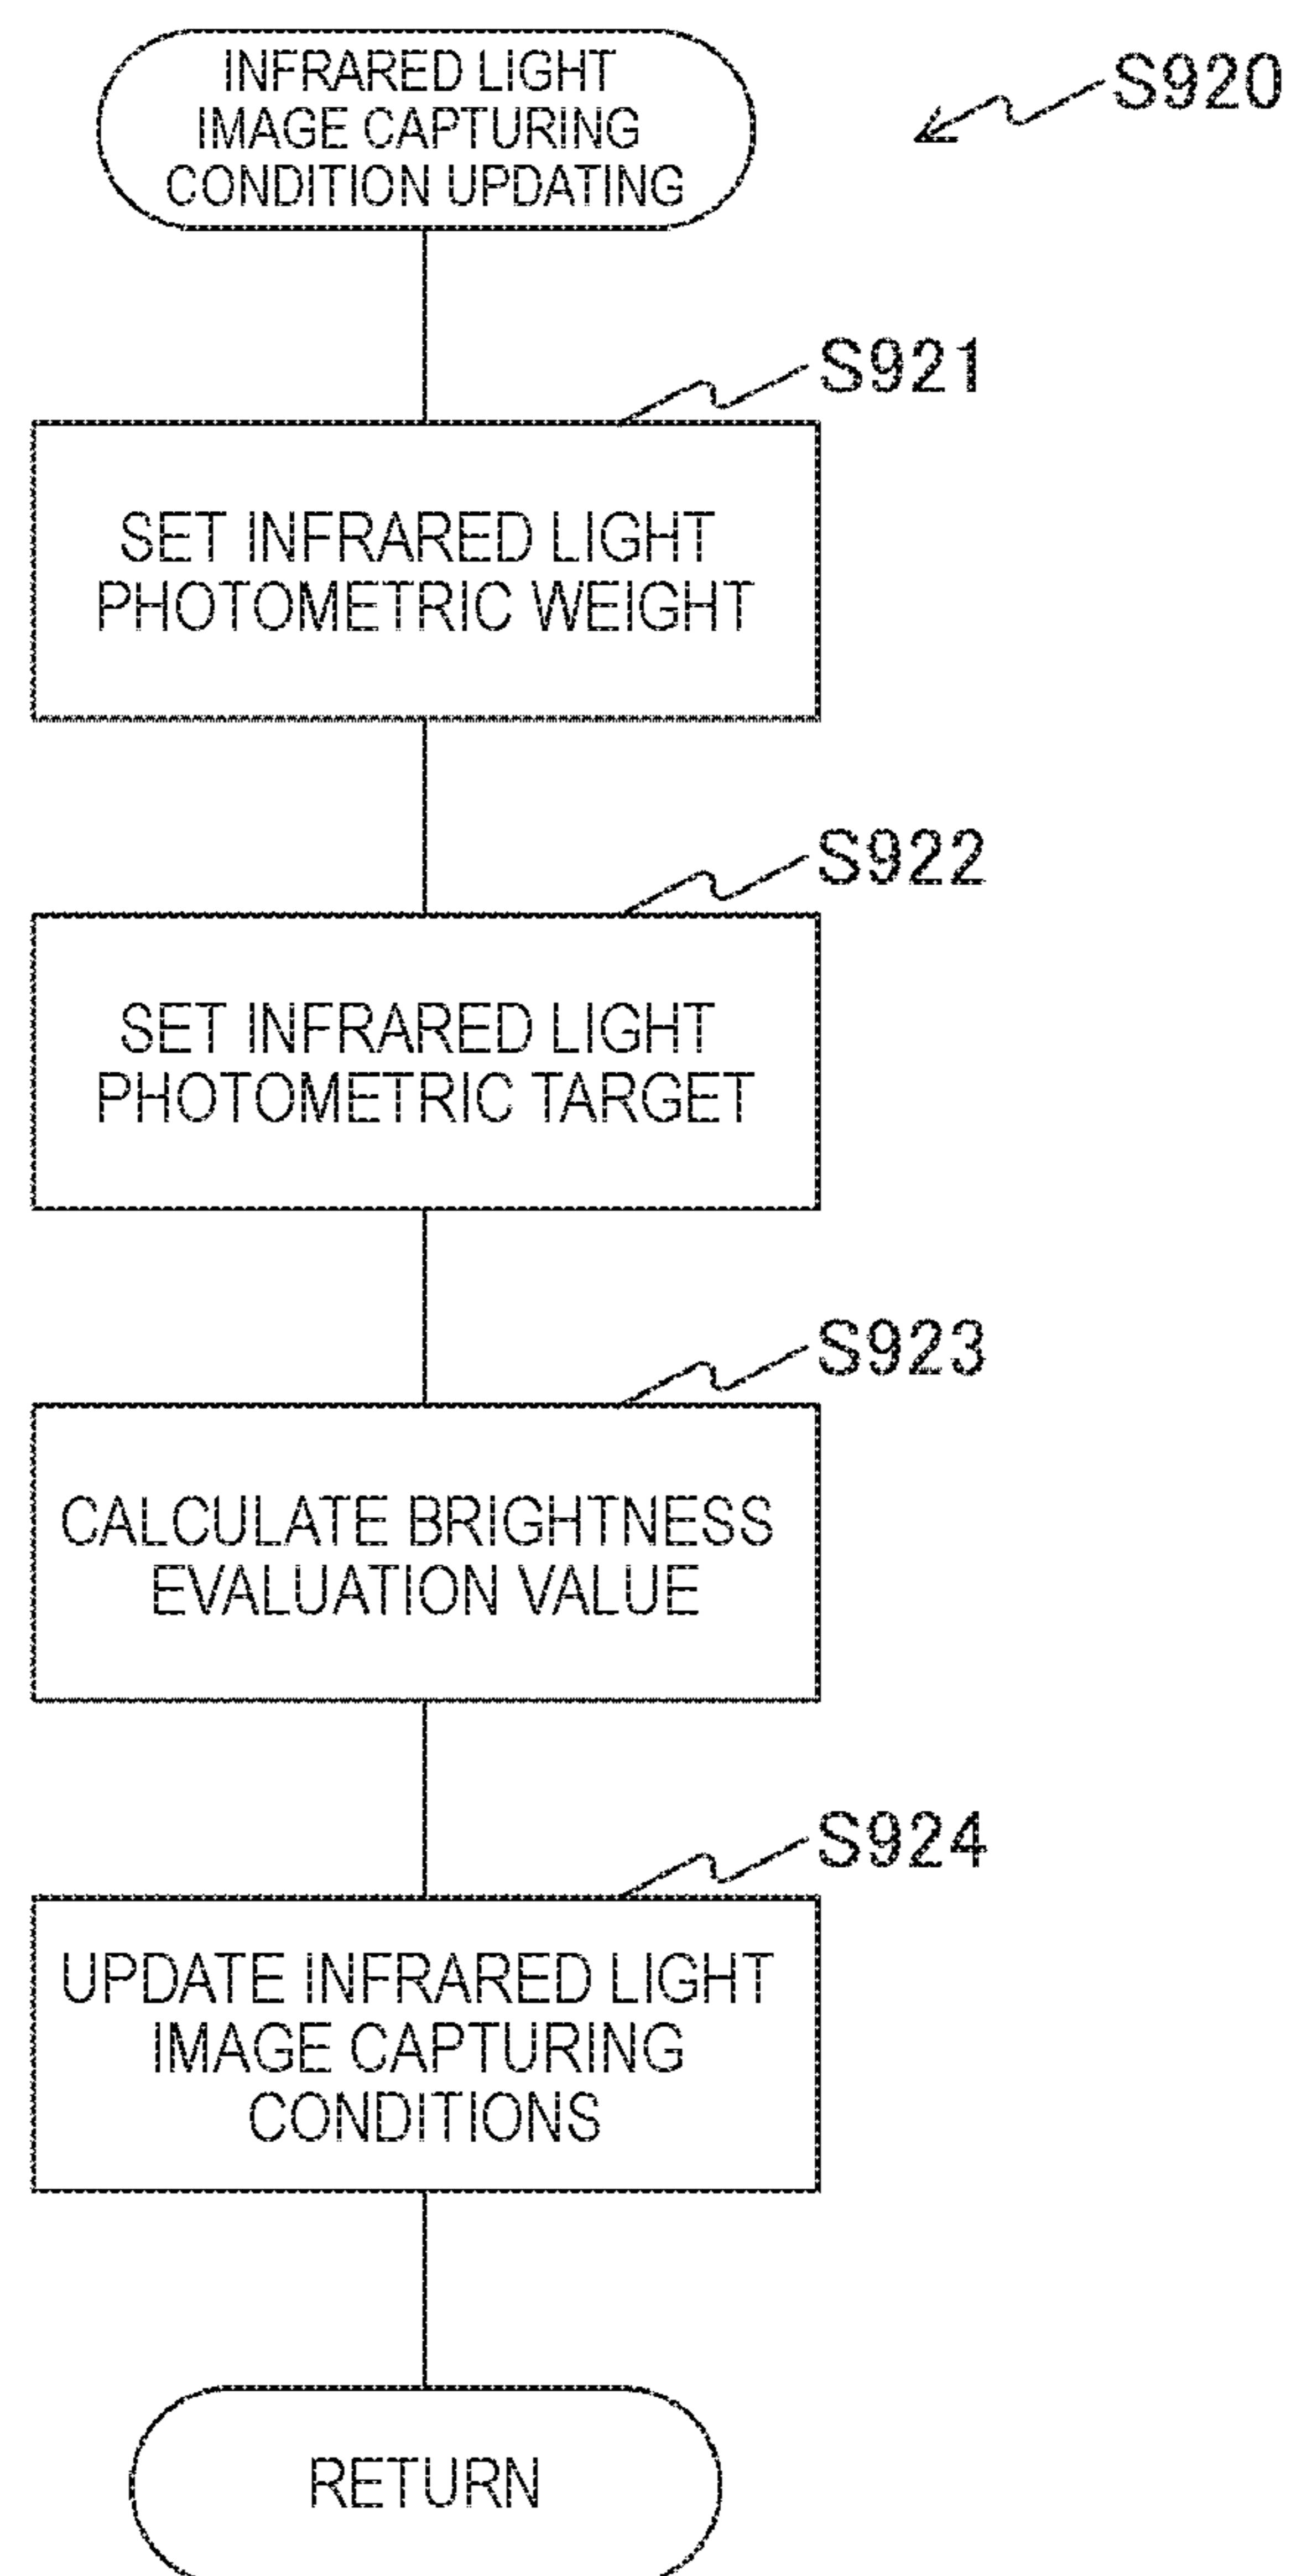 INFRARED LIGHT
IMAGE CAPTURING
CONDITION UPDATING
S920
S921
SET INFRARED LIGHT
PHOTOMETRIC WEIGHT
S922
SET INFRARED LIGHT
PHOTOMETRIC TARGET
S923
CALCULATE BRIGHTNESS
EVALUATION VALUE
S924
UPDATE INFRARED LIGHT
IMAGE CAPTURING
CONDITIONS
RETURN